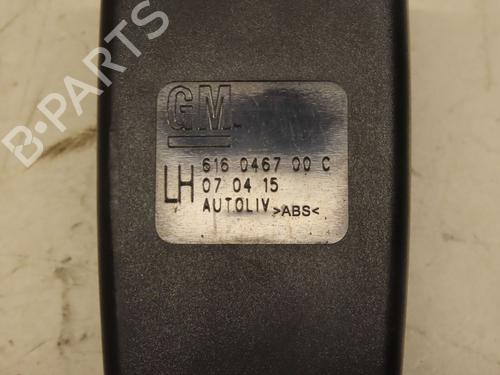 B-PARTS
GM
616 0467 00 C
LH
07 04 15
AUTOLIV >ABS<